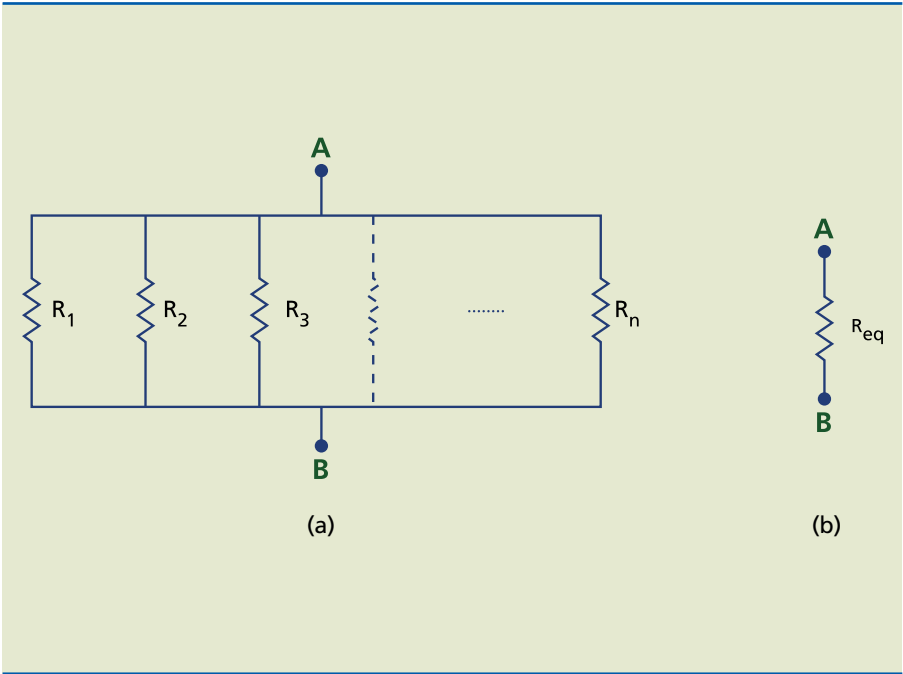 A
R1
R2
R3
........
Rn
B
(a)
A
Req
B
(b)